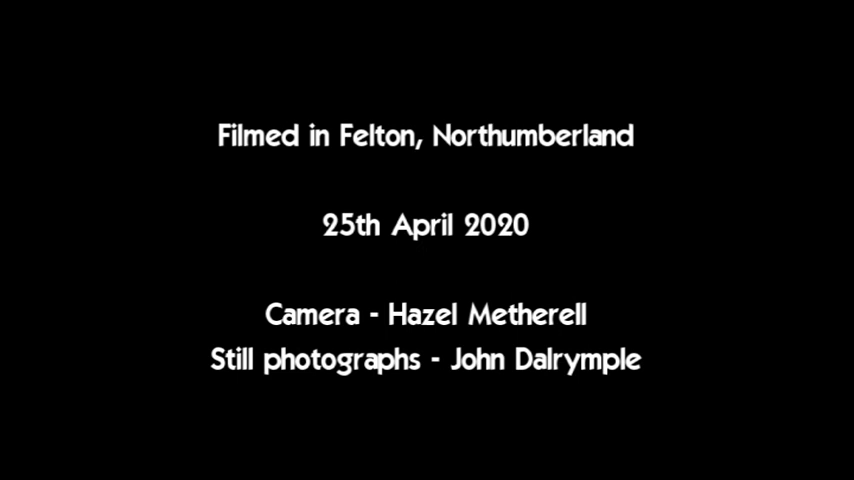 Filmed in Felton, Northumberland
25th April 2020
Camera - Hazel Metherell
Still photographs - John Dalrymple